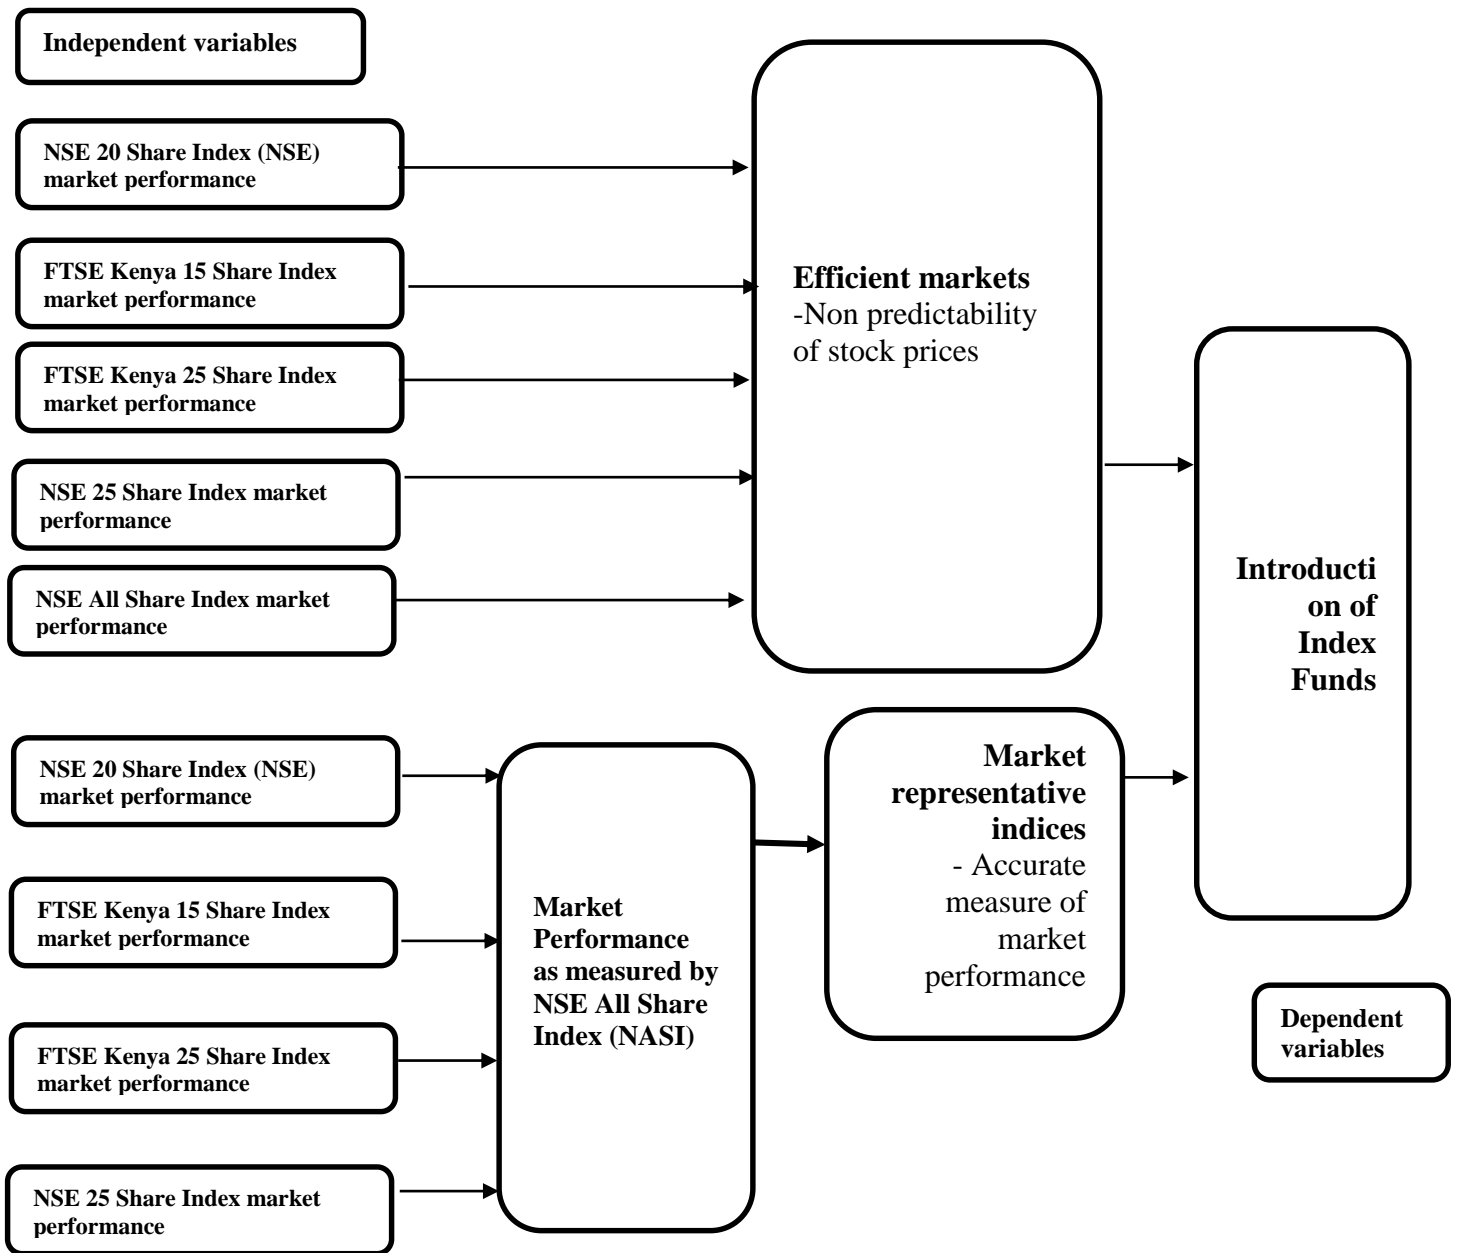 Independent variables
NSE 20 Share Index (NSE)
market performance
FTSE Kenya 15 Share Index
market performance
FTSE Kenya 25 Share Index
market performance
NSE 25 Share Index market
performance
NSE All Share Index market
performance
Efficient markets
-Non predictability
of stock prices
Introducti
on of
Index
Funds
NSE 20 Share Index (NSE)
market performance
FTSE Kenya 15 Share Index
market performance
FTSE Kenya 25 Share Index
market performance
NSE 25 Share Index market
performance
Market
Performance
as measured by
NSE All Share
Index (NASI)
Market
representative
indices
- Accurate
measure of
market
performance
Dependent
variables